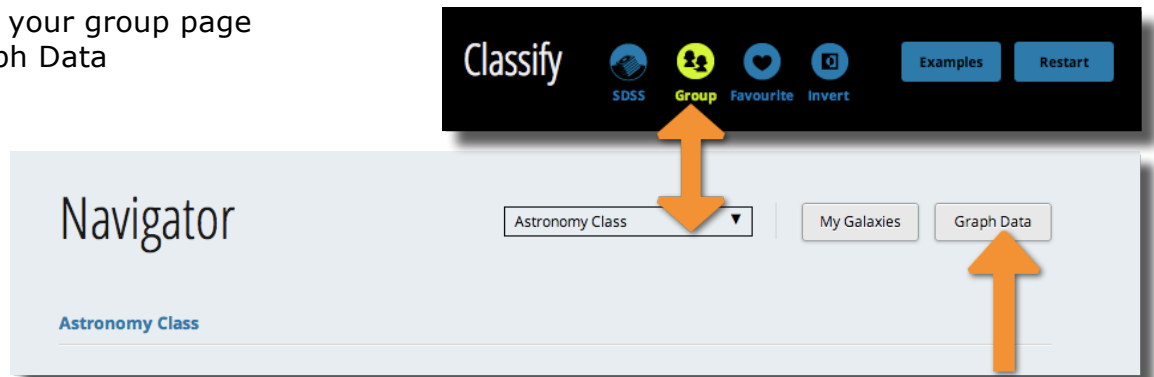 your group page
Data
Classify
SDSS Group Favourite Invert
Examples Restart
Navigator
Astronomy Class
My Galaxies Graph Data
Astronomy Class